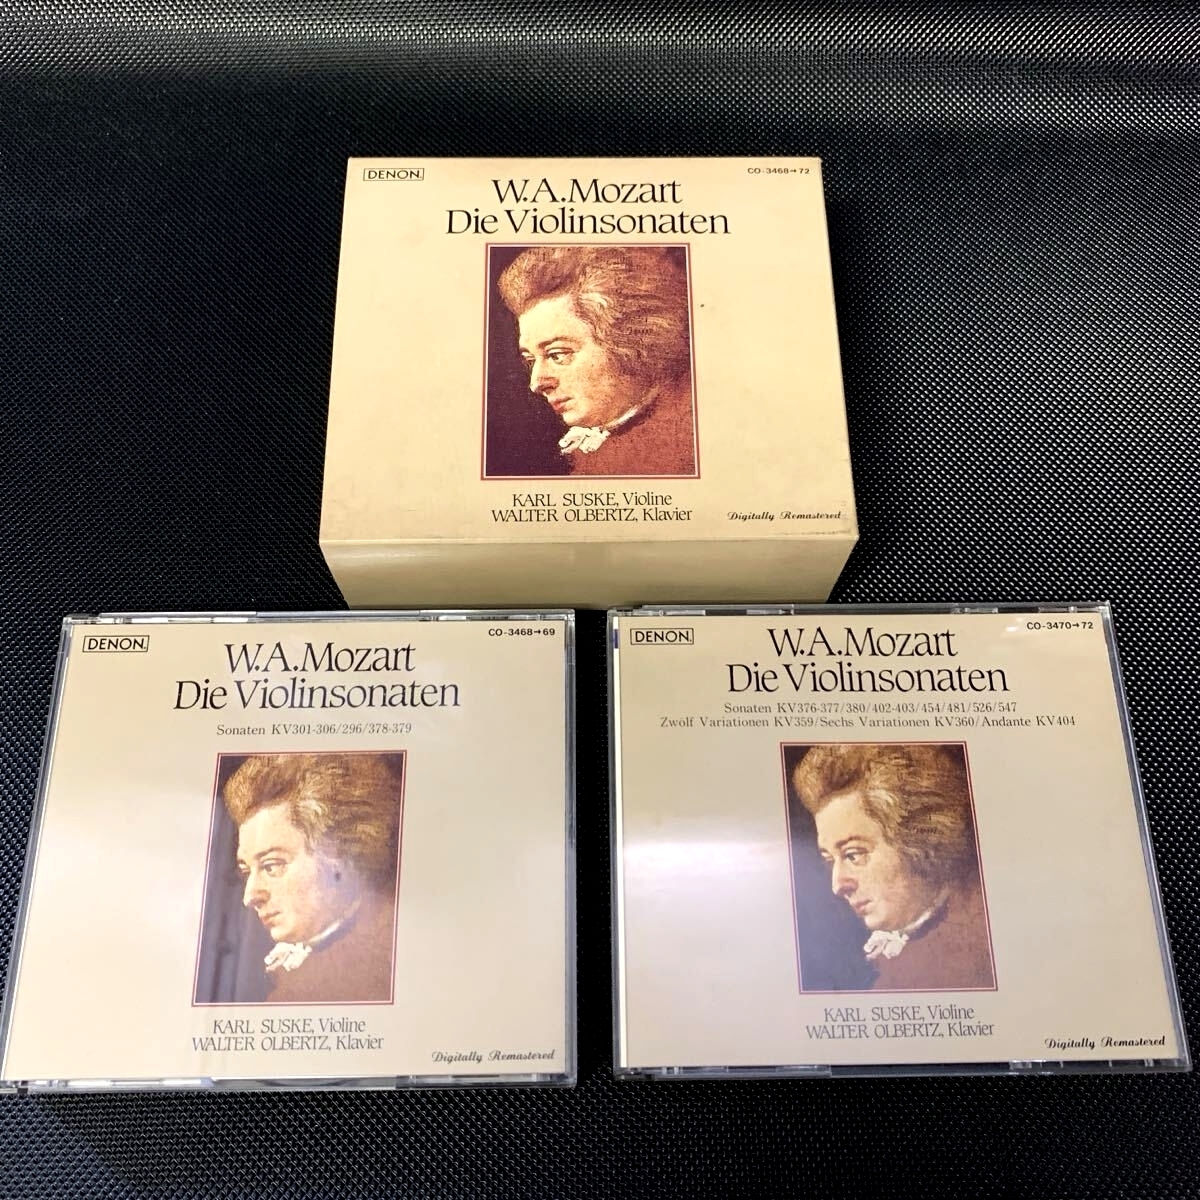 DENON.
CO-3468→72
W.A.Mozart
Die Violinsonaten
KARL SUSKE, Violine
WALTER OLBERTZ, Klavier
Digitally Remastered
DENON.
CO-3468→69
W.A.Mozart
Die Violinsonaten
Sonaten KV301-306/296/378-379
KARL SUSKE, Violine
WALTER OLBERTZ, Klavier
Digitally Remastered
DENON.
CO-3470→72
W.A.Mozart
Die Violinsonaten
Sonaten KV376-377/380/402-403/454/481/526/547
Zwölf Variationen KV359/Sechs Variationen KV360/Andante KV404
KARL SUSKE, Violine
WALTER OLBERTZ, Klavier
Digitally Remastered